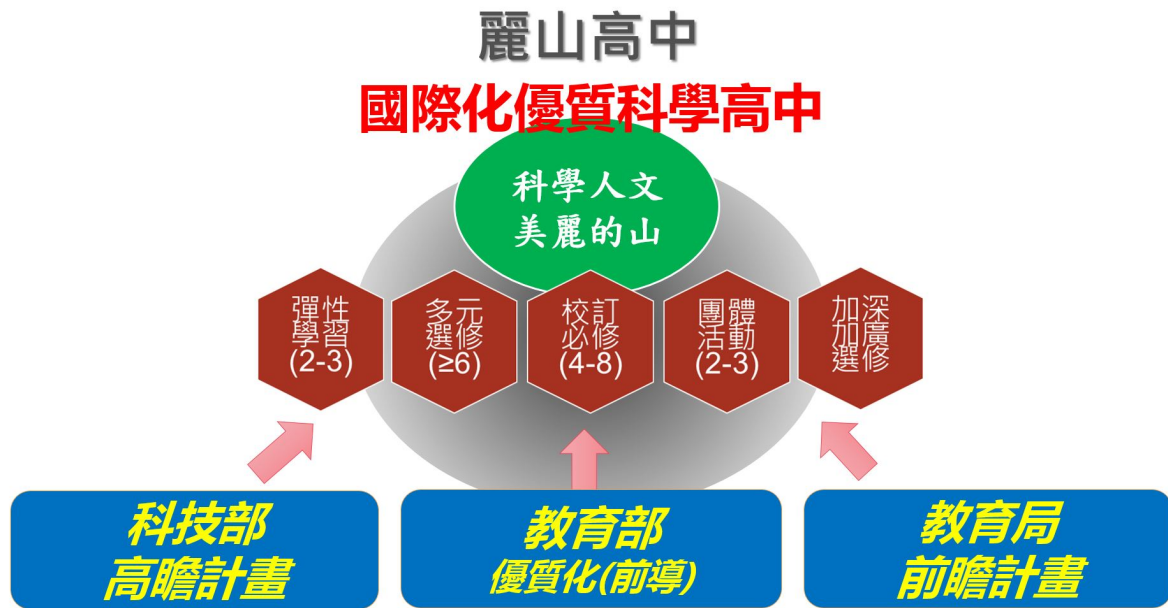 麗山高中
國際化優質科學高中
科學人文
美麗的山
彈性
學習
(2-3)
多元
選修
(≥6)
校訂
必修
(4-8)
團體
活動
(2-3)
加深
加廣
選修
科技部
高瞻計畫
教育部
優質化(前導)
教育局
前瞻計畫